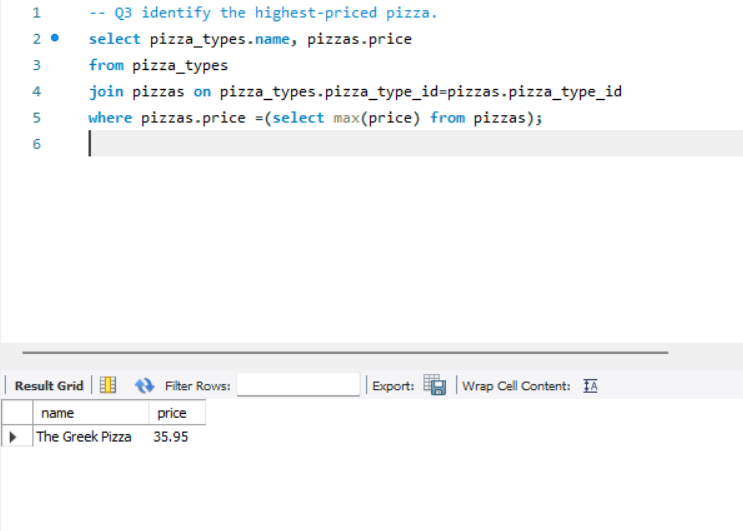 1 -- Q3 identify the highest-priced pizza.
2 select pizza_types.name, pizzas.price
3 from pizza_types
4 join pizzas on pizza_types.pizza_type_id=pizzas.pizza_type_id
5 where pizzas.price =(select max(price) from pizzas);
6
Result Grid Filter Rows: Export: Wrap Cell Content: IA
name price
The Greek Pizza 35.95